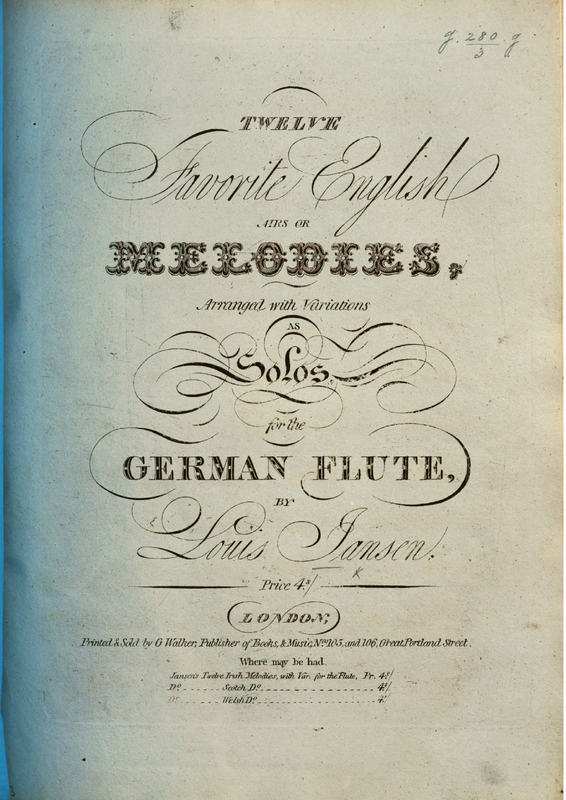 g. 280. g
3
TWELVE
Favorite English
AIRS OR
MELODIES,
Arranged with Variations
AS
Solos,
for the
GERMAN FLUTE,
BY
Louis Jansen.
K
Price 4.s/
LONDON;
Printed & Sold by G Walker, Publisher of Books, & Music, No. 105, and 106, Great Portland Street.
Where may be had.
Jansen's Twelve Irish Melodies, with Var. for the Flute, Pr. 4s/
Do. Scotch Do. 4s/
Do. Welsh Do. 4s/